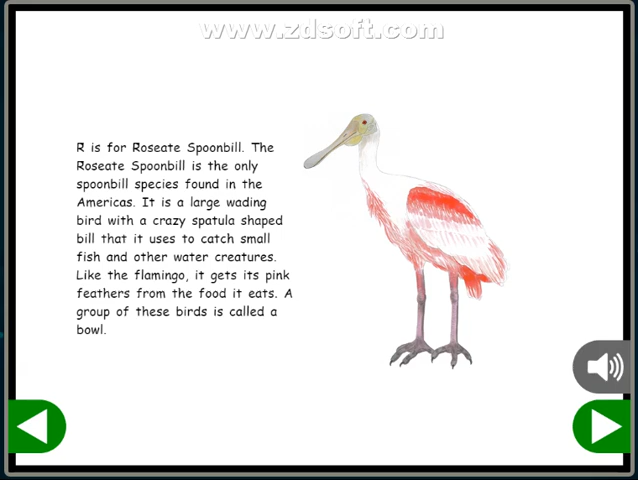 www.zdsoft.com
R is for Roseate Spoonbill. The
Roseate Spoonbill is the only
spoonbill species found in the
Americas. It is a large wading
bird with a crazy spatula shaped
bill that it uses to catch small
fish and other water creatures.
Like the flamingo, it gets its pink
feathers from the food it eats. A
group of these birds is called a
bowl.